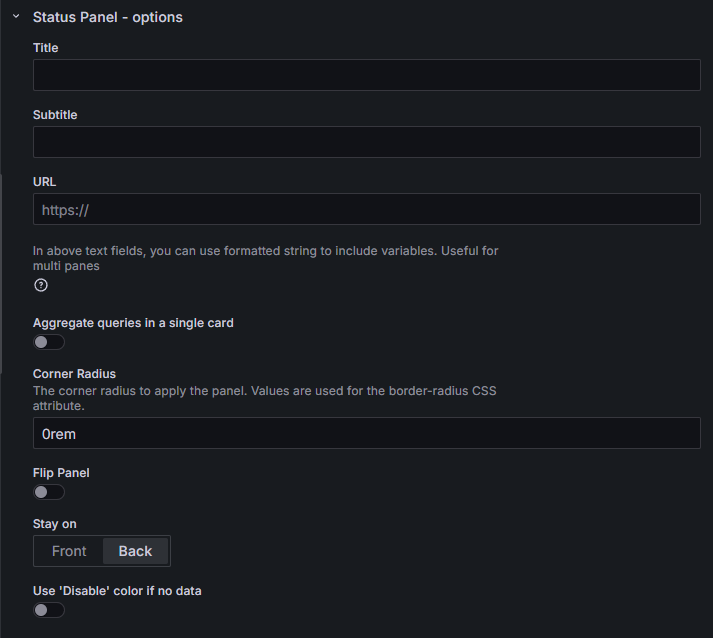 Status Panel - options
Title
Subtitle
URL
https://
In above text fields, you can use formatted string to include variables. Useful for
multi panes
?
Aggregate queries in a single card
Corner Radius
The corner radius to apply the panel. Values are used for the border-radius CSS
attribute.
0rem
Flip Panel
Stay on
Front Back
Use 'Disable' color if no data